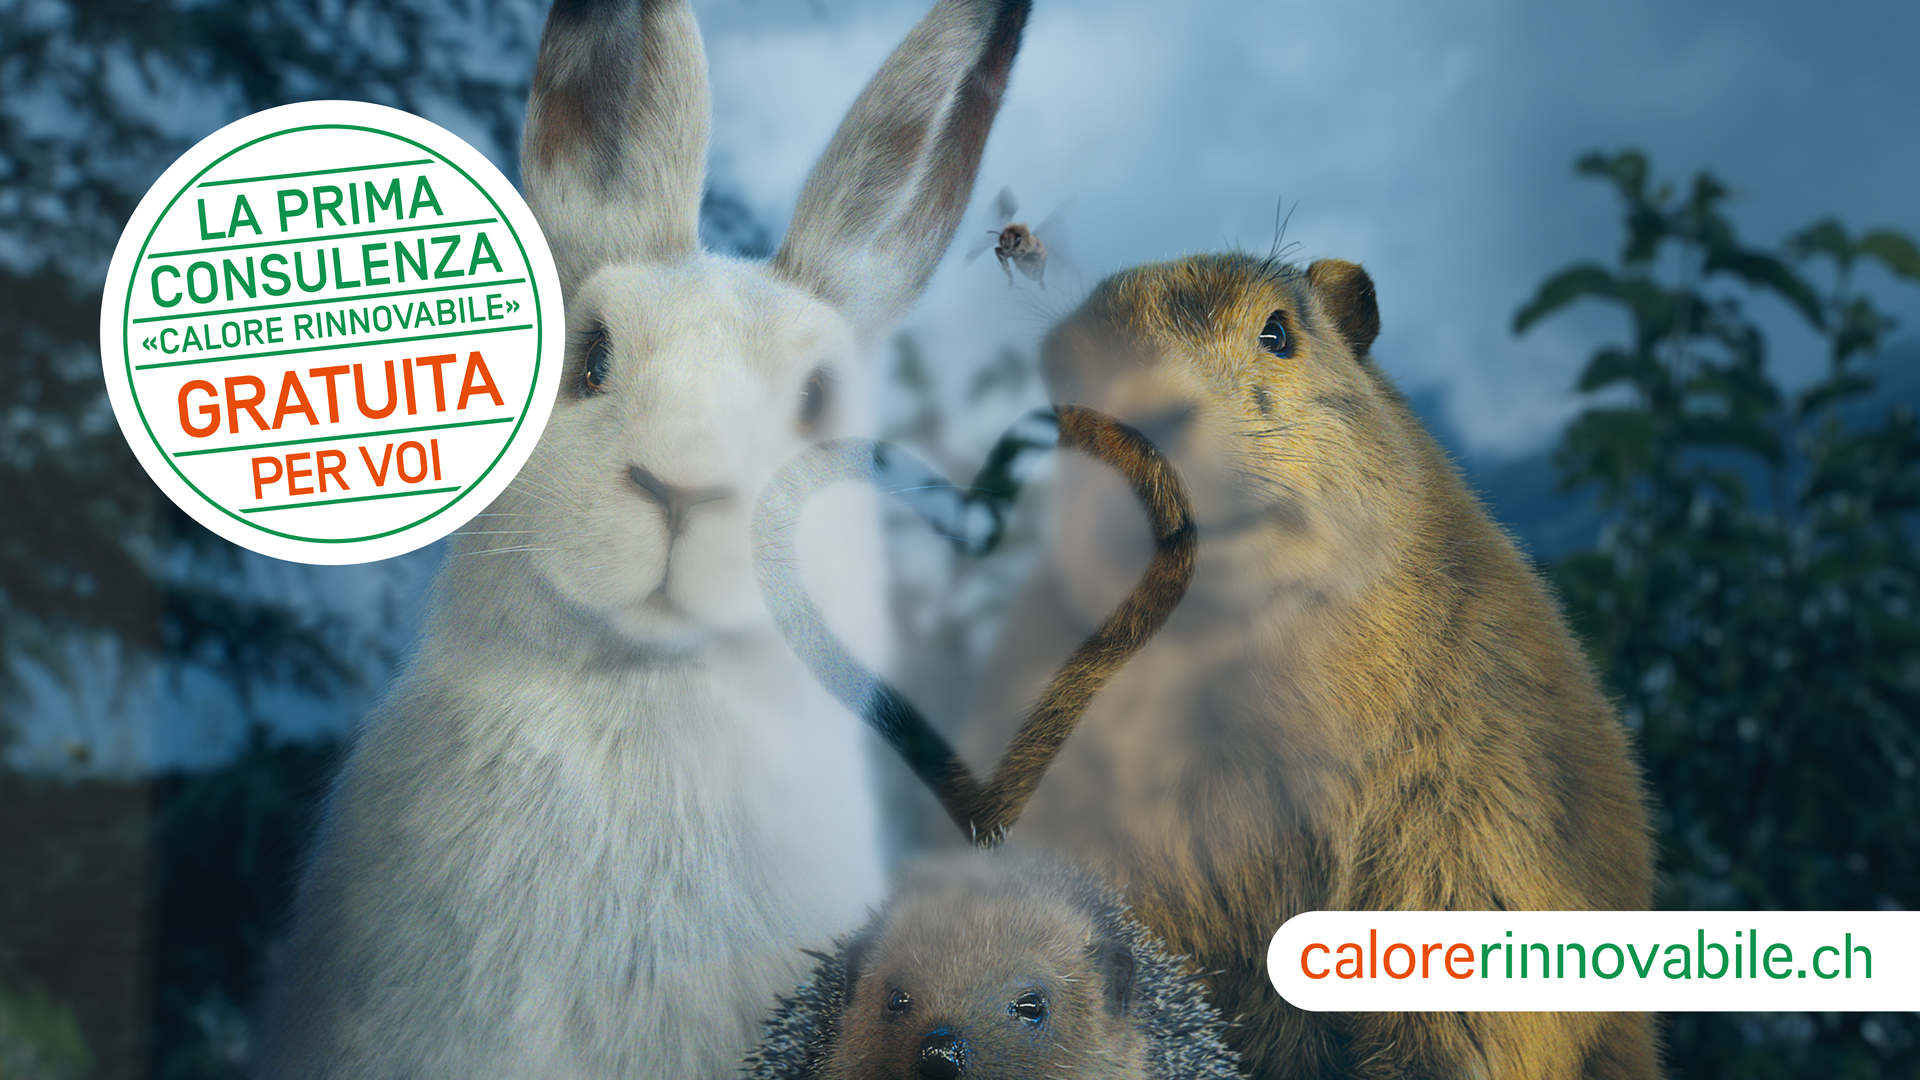 LA PRIMA
CONSULENZA
«CALORE RINNOVABILE»
GRATUITA
PER VOI
calorerinnovabile.ch